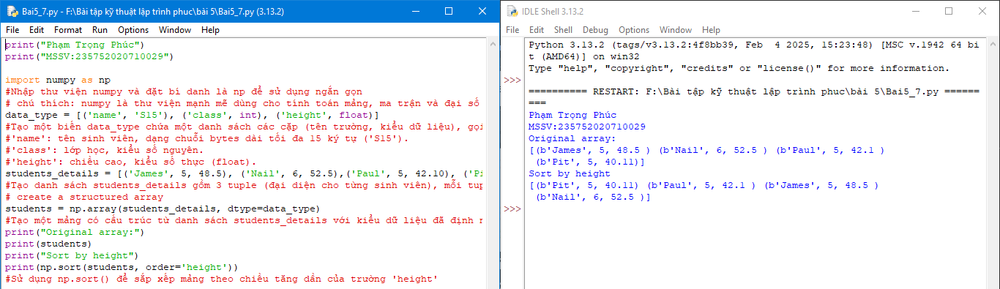 Bai5_7.py - F:\Bài tập kỹ thuật lập trình phuc\bài 5\Bai5_7.py (3.13.2)
File Edit Format Run Options Window Help
print("Phạm Trọng Phúc")
print("MSSV:235752020710029")
import numpy as np
#Nhập thư viện numpy và đặt bí danh là np để sử dụng ngắn gọn
# chú thích: numpy là thư viện mạnh mẽ dùng cho tính toán mảng, ma trận và đại số
data_type = [('name', 'S15'), ('class', int), ('height', float)]
#Tạo một biến data_type chứa một danh sách các cặp (tên trường, kiểu dữ liệu), gọi
#'name': tên sinh viên, dạng chuỗi bytes dài tối đa 15 ký tự ('S15').
#'class': lớp học, kiểu số nguyên.
#'height': chiều cao, kiểu số thực (float).
students_details = [('James', 5, 48.5), ('Nail', 6, 52.5),('Paul', 5, 42.10), ('Pi
#Tạo danh sách students_details gồm 3 tuple (đại diện cho từng sinh viên), mỗi tup
# create a structured array
students = np.array(students_details, dtype=data_type)
#Tạo một mảng có cấu trúc từ danh sách students_details với kiểu dữ liệu đã định n
print("Original array:")
print(students)
print("Sort by height")
print(np.sort(students, order='height'))
#Sử dụng np.sort() để sắp xếp mảng theo chiều tăng dần của trường 'height'
IDLE Shell 3.13.2
File Edit Shell Debug Options Window Help
Python 3.13.2 (tags/v3.13.2:4f8bb39, Feb  4 2025, 15:23:48) [MSC v.1942 64 bi
t (AMD64)] on win32
Type "help", "copyright", "credits" or "license()" for more information.
>>>
========== RESTART: F:\Bài tập kỹ thuật lập trình phuc\bài 5\Bai5_7.py =======
===
Phạm Trọng Phúc
MSSV:235752020710029
Original array:
[(b'James', 5, 48.5 ) (b'Nail', 6, 52.5 ) (b'Paul', 5, 42.1 )
(b'Pit', 5, 40.11)]
Sort by height
[(b'Pit', 5, 40.11) (b'Paul', 5, 42.1 ) (b'James', 5, 48.5 )
(b'Nail', 6, 52.5 )]
>>>